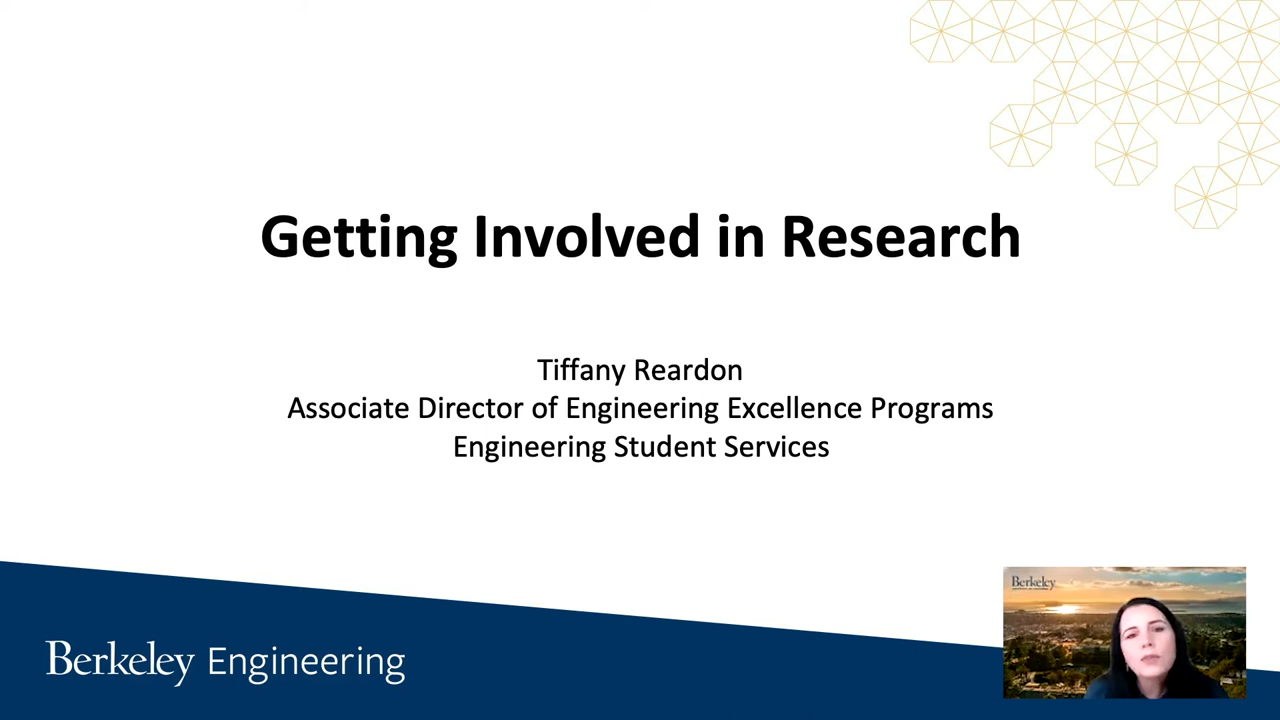 Getting Involved in Research
Tiffany Reardon
Associate Director of Engineering Excellence Programs
Engineering Student Services
Berkeley Engineering
Berkeley